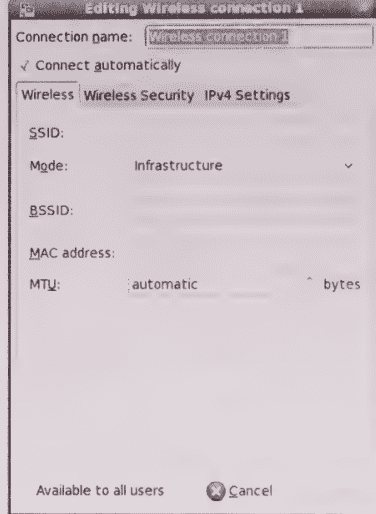 Editing Wireless connection 1
Connection name: Wireless connection 1
✓ Connect automatically
Wireless Wireless Security IPv4 Settings
SSID:
Mode: Infrastructure
BSSID:
MAC address:
MTU: automatic bytes
Available to all users Cancel